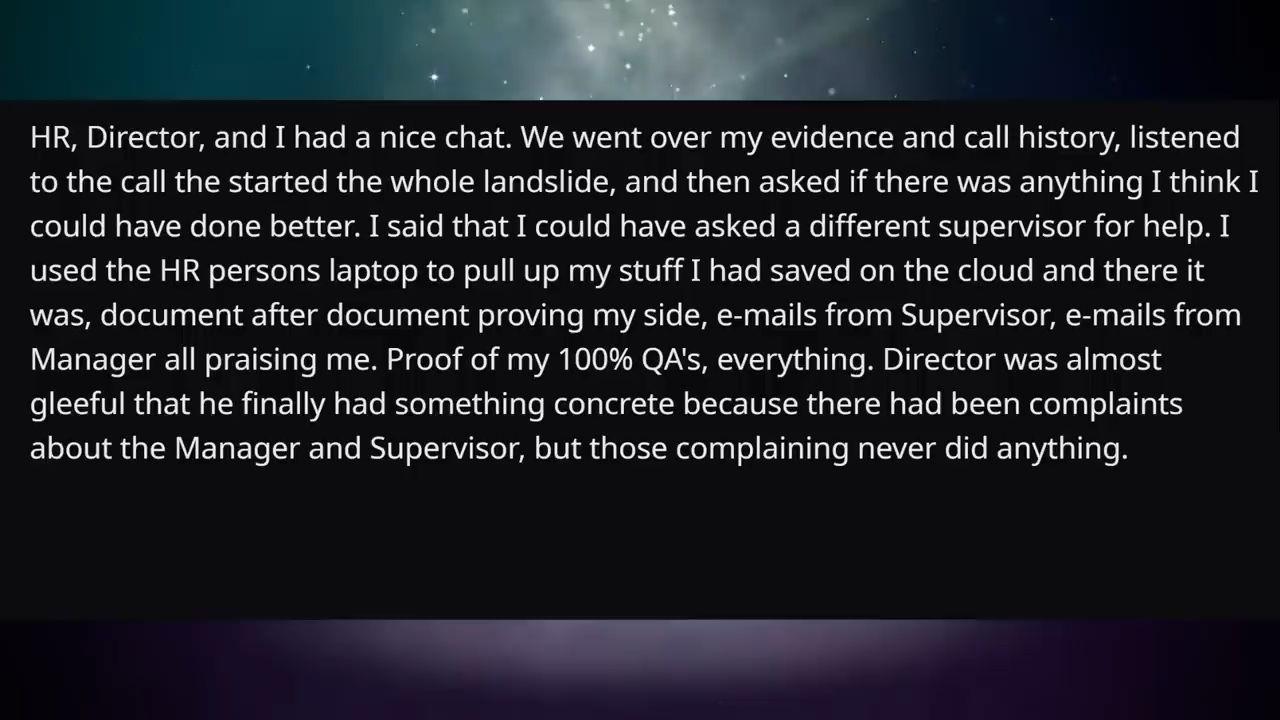 HR, Director, and I had a nice chat. We went over my evidence and call history, listened
to the call the started the whole landslide, and then asked if there was anything I think I
could have done better. I said that I could have asked a different supervisor for help. I
used the HR persons laptop to pull up my stuff I had saved on the cloud and there it
was, document after document proving my side, e-mails from Supervisor, e-mails from
Manager all praising me. Proof of my 100% QA's, everything. Director was almost
gleeful that he finally had something concrete because there had been complaints
about the Manager and Supervisor, but those complaining never did anything.